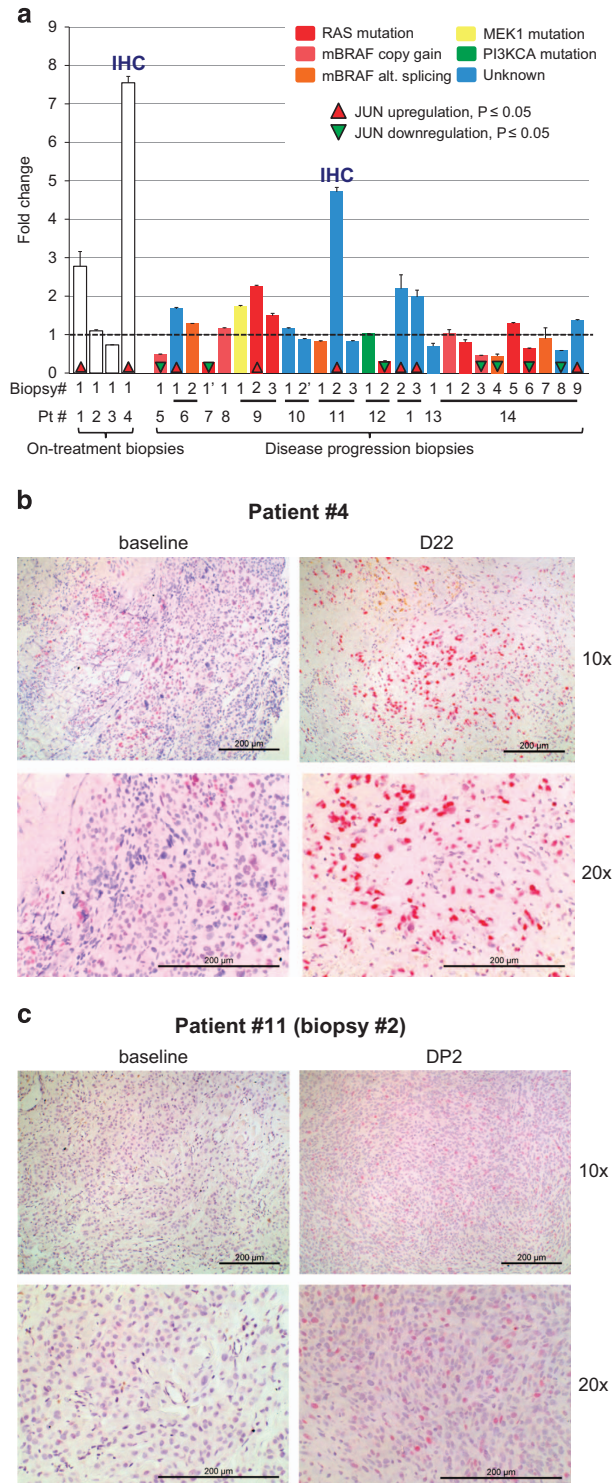 a
9
8
7
6
5
4
3
2
1
0
Fold change
IHC
IHC
RAS mutation
mBRAF copy gain
mBRAF alt. splicing
MEK1 mutation
PI3KCA mutation
Unknown
JUN upregulation, P ≤ 0.05
JUN downregulation, P ≤ 0.05
Biopsy# 1 1 1 1 1 1 2 1' 1 1 2 3 1 2' 1 2 3 1 2 2 3 1 1 2 3 4 5 6 7 8 9
Pt # 1 2 3 4 5 6 7 8 9 10 11 12 1 13 14
On-treatment biopsies Disease progression biopsies
b
Patient #4
baseline D22
10x
200 µm 200 µm
20x
200 µm 200 µm
c
Patient #11 (biopsy #2)
baseline DP2
10x
200 µm 200 µm
20x
200 µm 200 µm